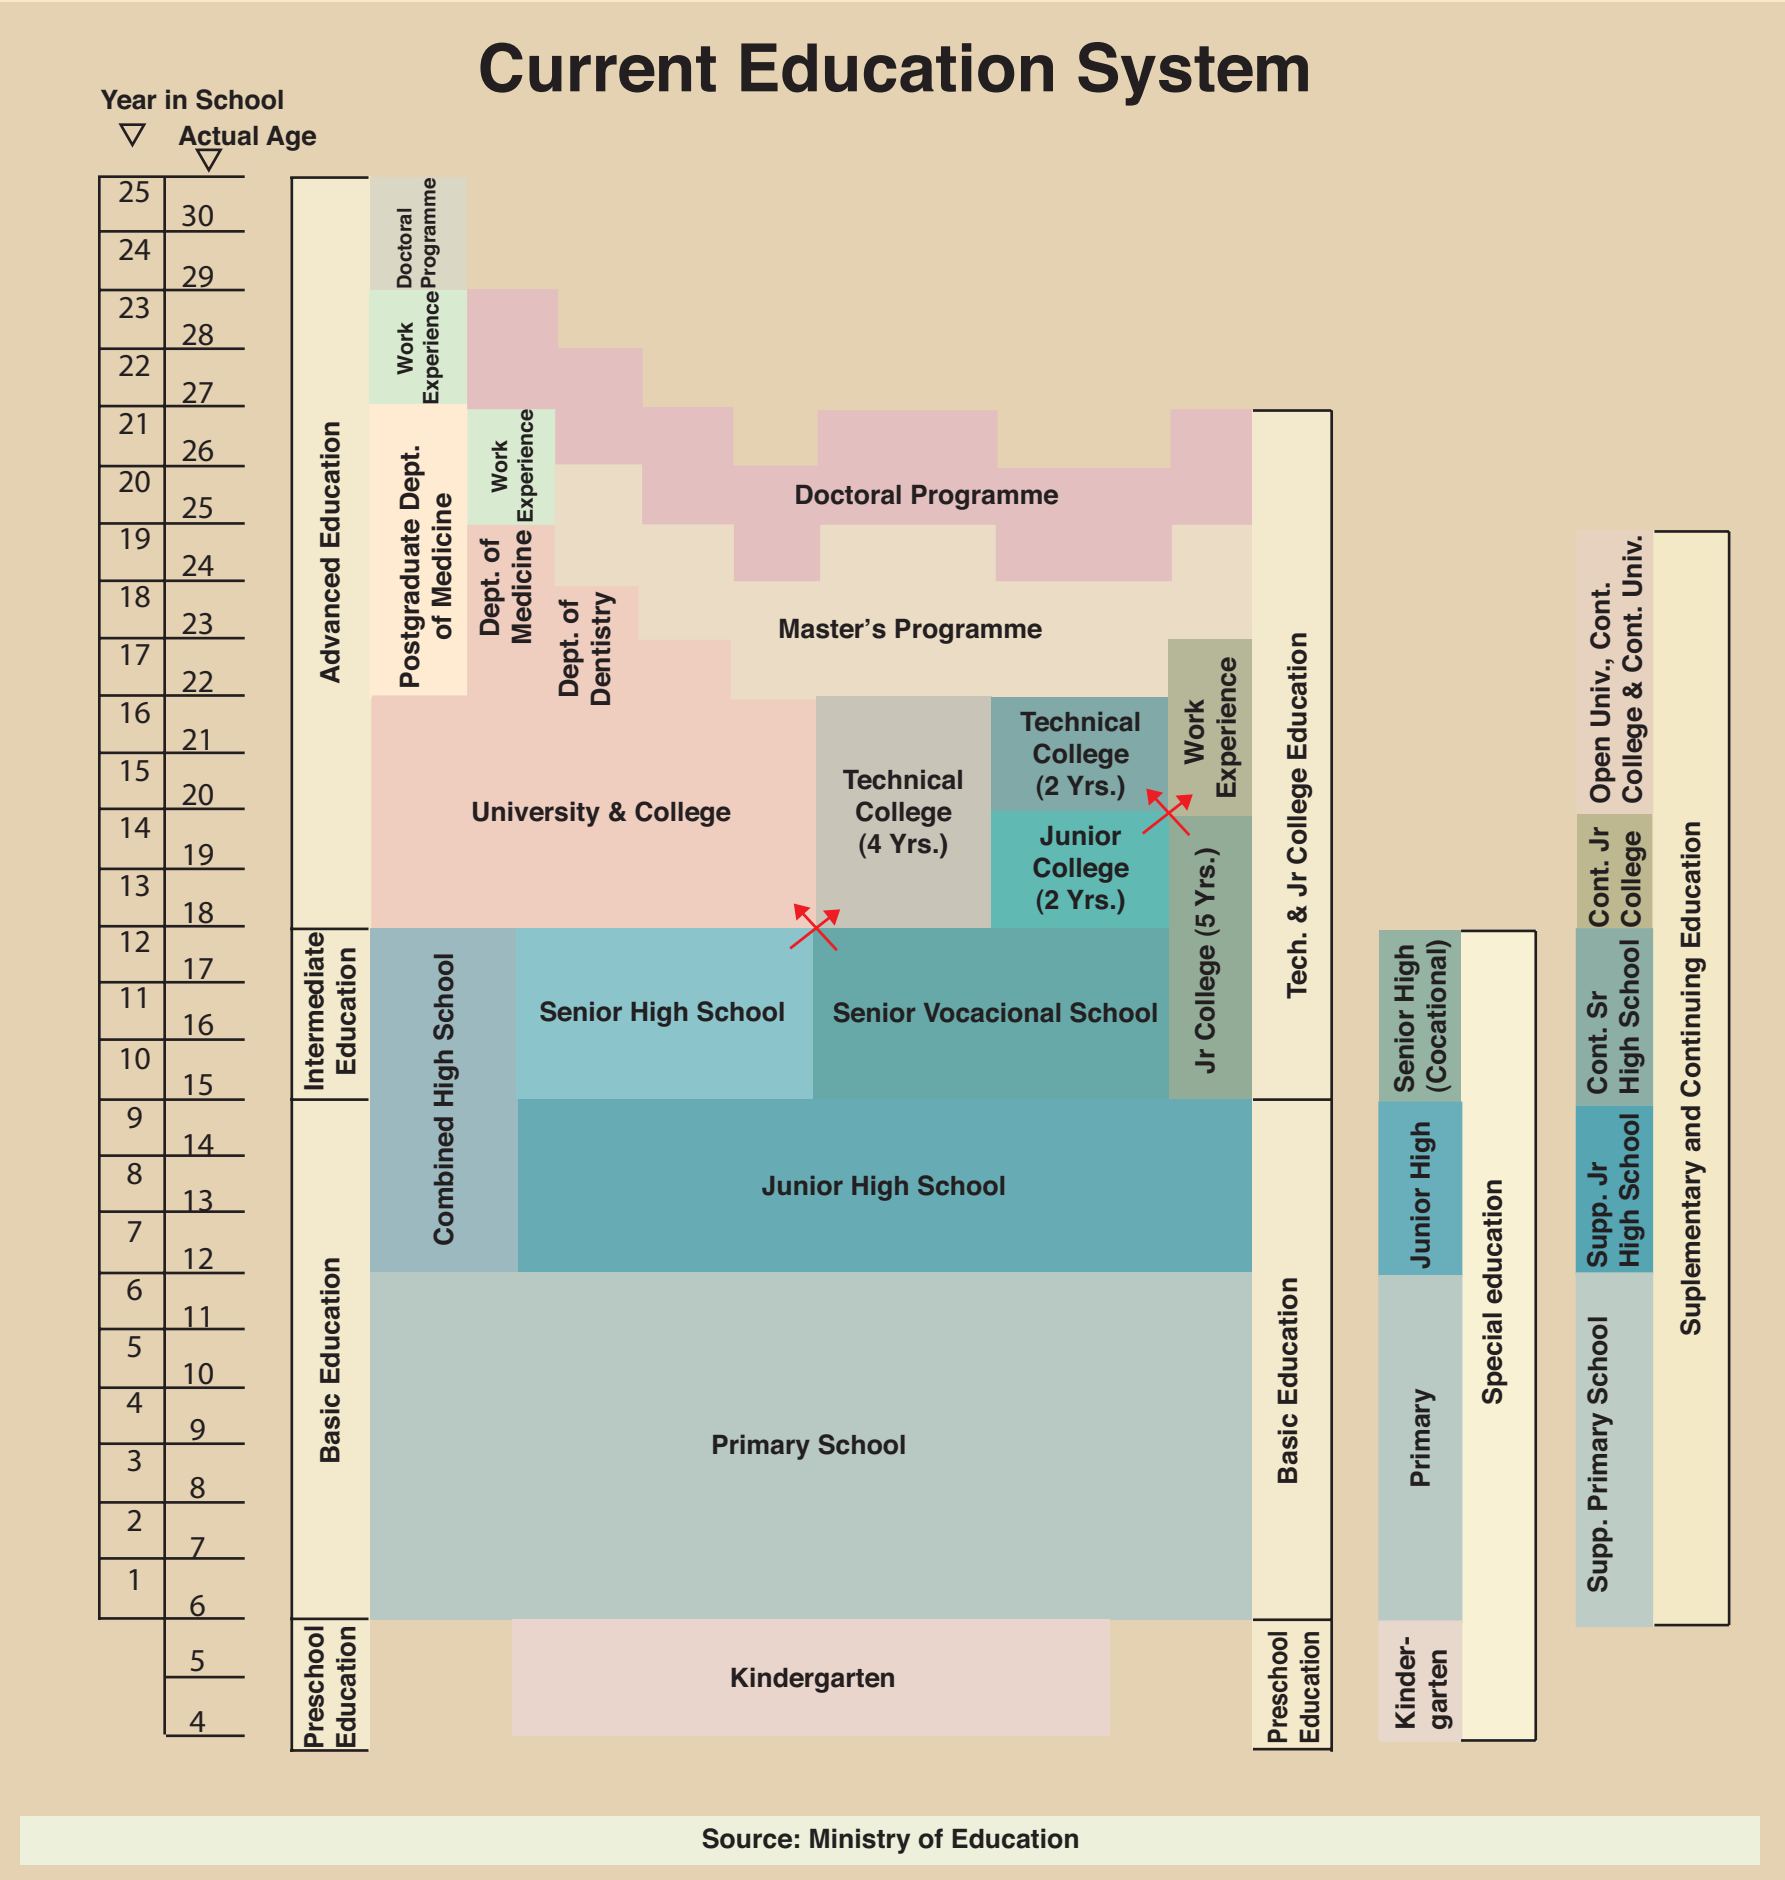 Current Education System
Year in School
Actual Age
25
30
24
29
23
28
22
27
21
26
20
25
19
24
18
23
17
22
16
21
15
20
14
19
13
18
12
17
11
16
10
15
9
14
8
13
7
12
6
11
5
10
4
9
3
8
2
7
1
6
5
4
Advanced Education
Intermediate
Education
Basic Education
Preschool
Education
Doctoral
Programme
Work
Experience
Postgraduate Dept.
of Medicine
Work
Experience
Dept. of
Medicine
Dept. of
Dentistry
Doctoral Programme
Master’s Programme
University & College
Technical
College
(4 Yrs.)
Technical
College
(2 Yrs.)
Junior
College
(2 Yrs.)
Work
Experience
Jr College (5 Yrs.)
Combined High School
Senior High School
Senior Vocacional School
Junior High School
Primary School
Kindergarten
Tech. & Jr College Education
Basic Education
Preschool
Education
Senior High
(Cocational)
Junior High
Primary
Kinder-
garten
Special education
Open Univ., Cont.
College & Cont. Univ.
Cont. Jr
College
Cont. Sr
High School
Supp. Jr
High School
Supp. Primary School
Suplementary and Continuing Education
Source: Ministry of Education